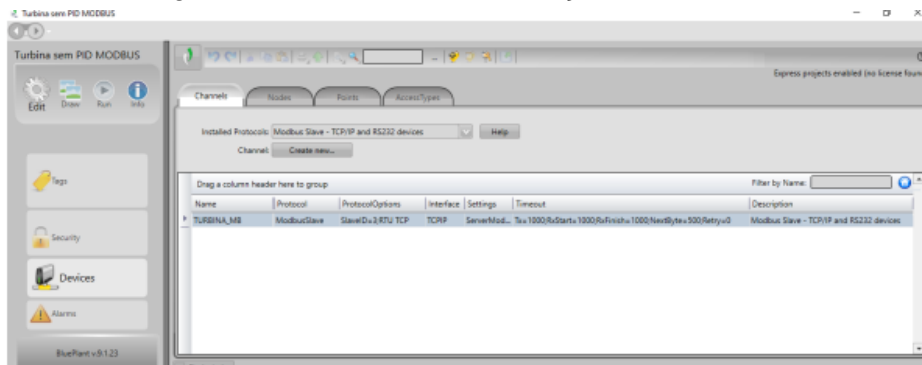 Turbina sem PID MODBUS
Turbina sem PID MODBUS
Edit Draw Run Info
Tags
Security
Devices
Alarms
BluePlant v.9.1.23
Express projects enabled (no license foun
Channels Nodes Points AccessTypes
Installed Protocols: Modbus Slave - TCP/IP and RS232 devices Help
Channel: Create new...
Drag a column header here to group Filter by Name:
Name Protocol ProtocolOptions Interface Settings Timeout Description
TURBINA_MB ModbusSlave SlaveID=3;RTU TCP TCPIP ServerMod... Ts=1000;RxStart=1000;RxFinish=1000;NextByte=500;Retry=0 Modbus Slave - TCP/IP and RS232 devices